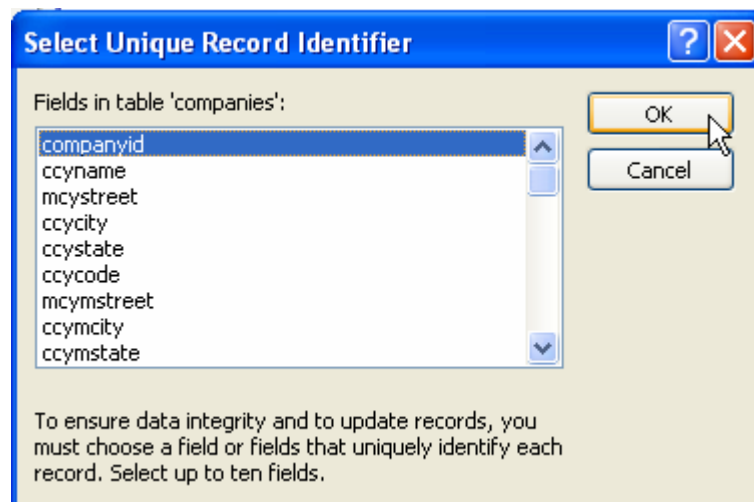 Select Unique Record Identifier
Fields in table 'companies':
OK
companyid
ccyname
Cancel
mcystreet
ccycity
ccystate
ccycode
mcymstreet
ccymcity
ccymstate
To ensure data integrity and to update records, you
must choose a field or fields that uniquely identify each
record. Select up to ten fields.